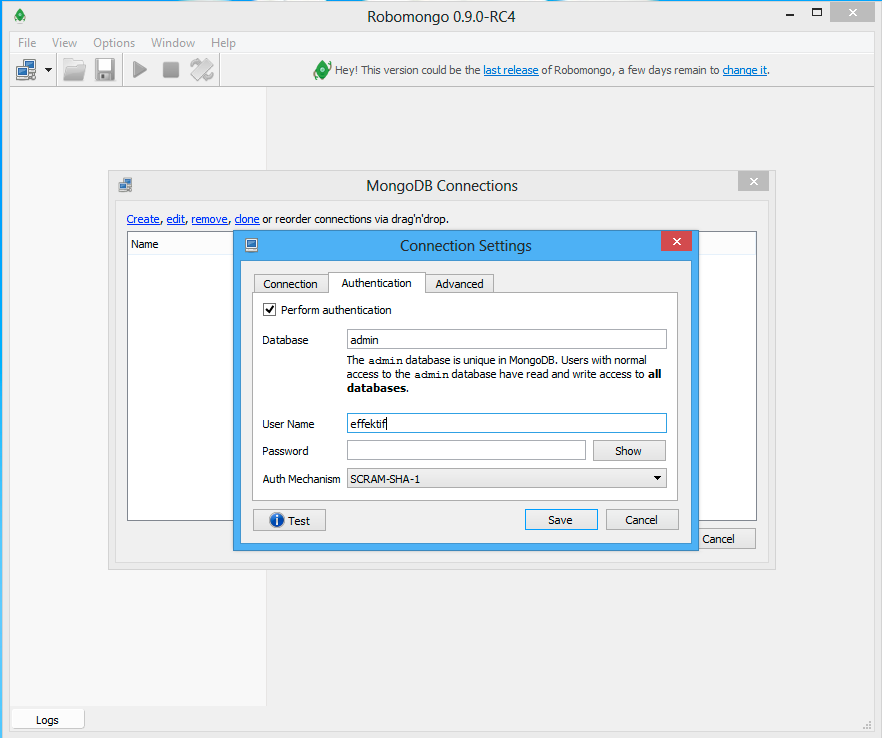 Robomongo 0.9.0-RC4
File View Options Window Help
Hey! This version could be the last release of Robomongo, a few days remain to change it.
MongoDB Connections
Create, edit, remove, clone or reorder connections via drag'n'drop.
Name
Connection Settings
Connection Authentication Advanced
Perform authentication
Database admin
The admin database is unique in MongoDB. Users with normal
access to the admin database have read and write access to all
databases.
User Name effektif
Password Show
Auth Mechanism SCRAM-SHA-1
Test Save Cancel
Cancel
Logs